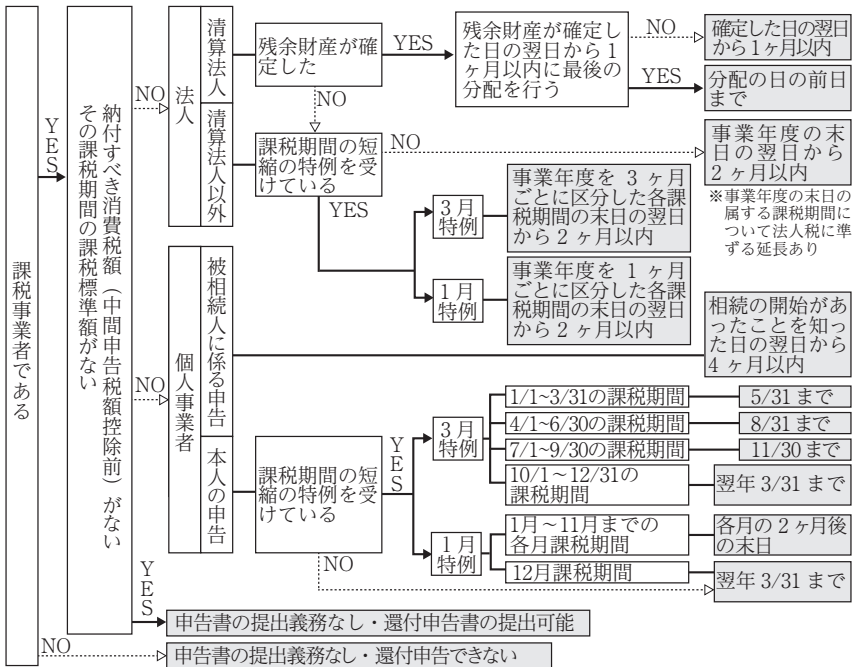 課税事業者である
YES
NO
納付すべき消費税額（中間申告税額控除前）がない
その課税期間の課税標準額がない
NO
NO
YES
法人
清算法人
清算法人以外
残余財産が確
定した
YES
NO
残余財産が確定し
た日の翌日から1
ヶ月以内に最後の
分配を行う
NO
YES
確定した日の翌日
から1ヶ月以内
分配の日の前日
まで
課税期間の短
縮の特例を受
けている
NO
YES
事業年度の末
日の翌日から
2ヶ月以内
※事業年度の末日の
属する課税期間に
ついて法人税に準
ずる延長あり
3月
特例
事業年度を 3 ヶ月
ごとに区分した各課
税期間の末日の翌日
から 2 ヶ月以内
1月
特例
事業年度を 1 ヶ月
ごとに区分した各課
税期間の末日の翌日
から 2 ヶ月以内
個人事業者
被相続人に係る申告
本人の申告
相続の開始があ
ったことを知っ
た日の翌日から
4 ヶ月以内
課税期間の短
縮の特例を受
けている
YES
NO
3月
特例
1/1~3/31の課税期間
5/31 まで
4/1~6/30の課税期間
8/31 まで
7/1~9/30の課税期間
11/30 まで
10/1～12/31の
課税期間
翌年 3/31 まで
1月
特例
1月～11月までの
各月課税期間
各月の 2 ヶ月後
の末日
12月課税期間
翌年 3/31 まで
申告書の提出義務なし・還付申告書の提出可能
申告書の提出義務なし・還付申告できない